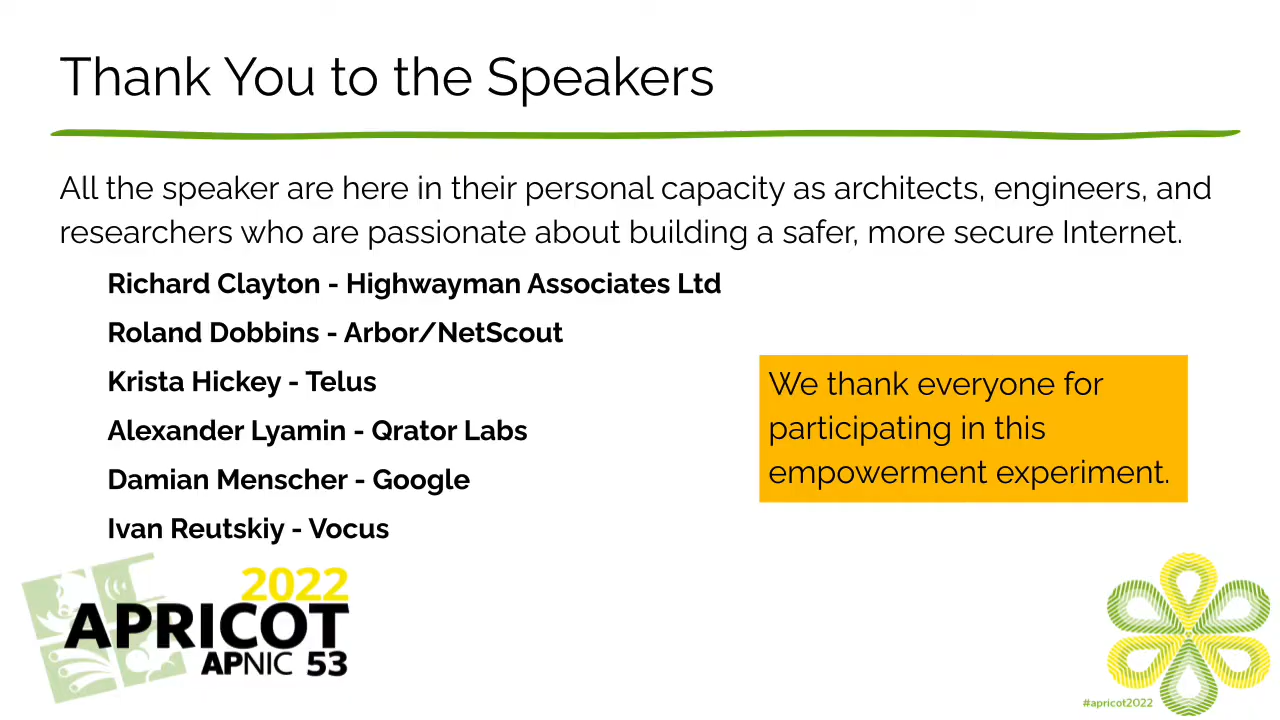 Thank You to the Speakers
All the speaker are here in their personal capacity as architects, engineers, and
researchers who are passionate about building a safer, more secure Internet.
Richard Clayton - Highwayman Associates Ltd
Roland Dobbins - Arbor/NetScout
Krista Hickey - Telus
Alexander Lyamin - Qrator Labs
Damian Menscher - Google
Ivan Reutskiy - Vocus
We thank everyone for
participating in this
empowerment experiment.
2022
APRICOT
APNIC 53
#apricot2022